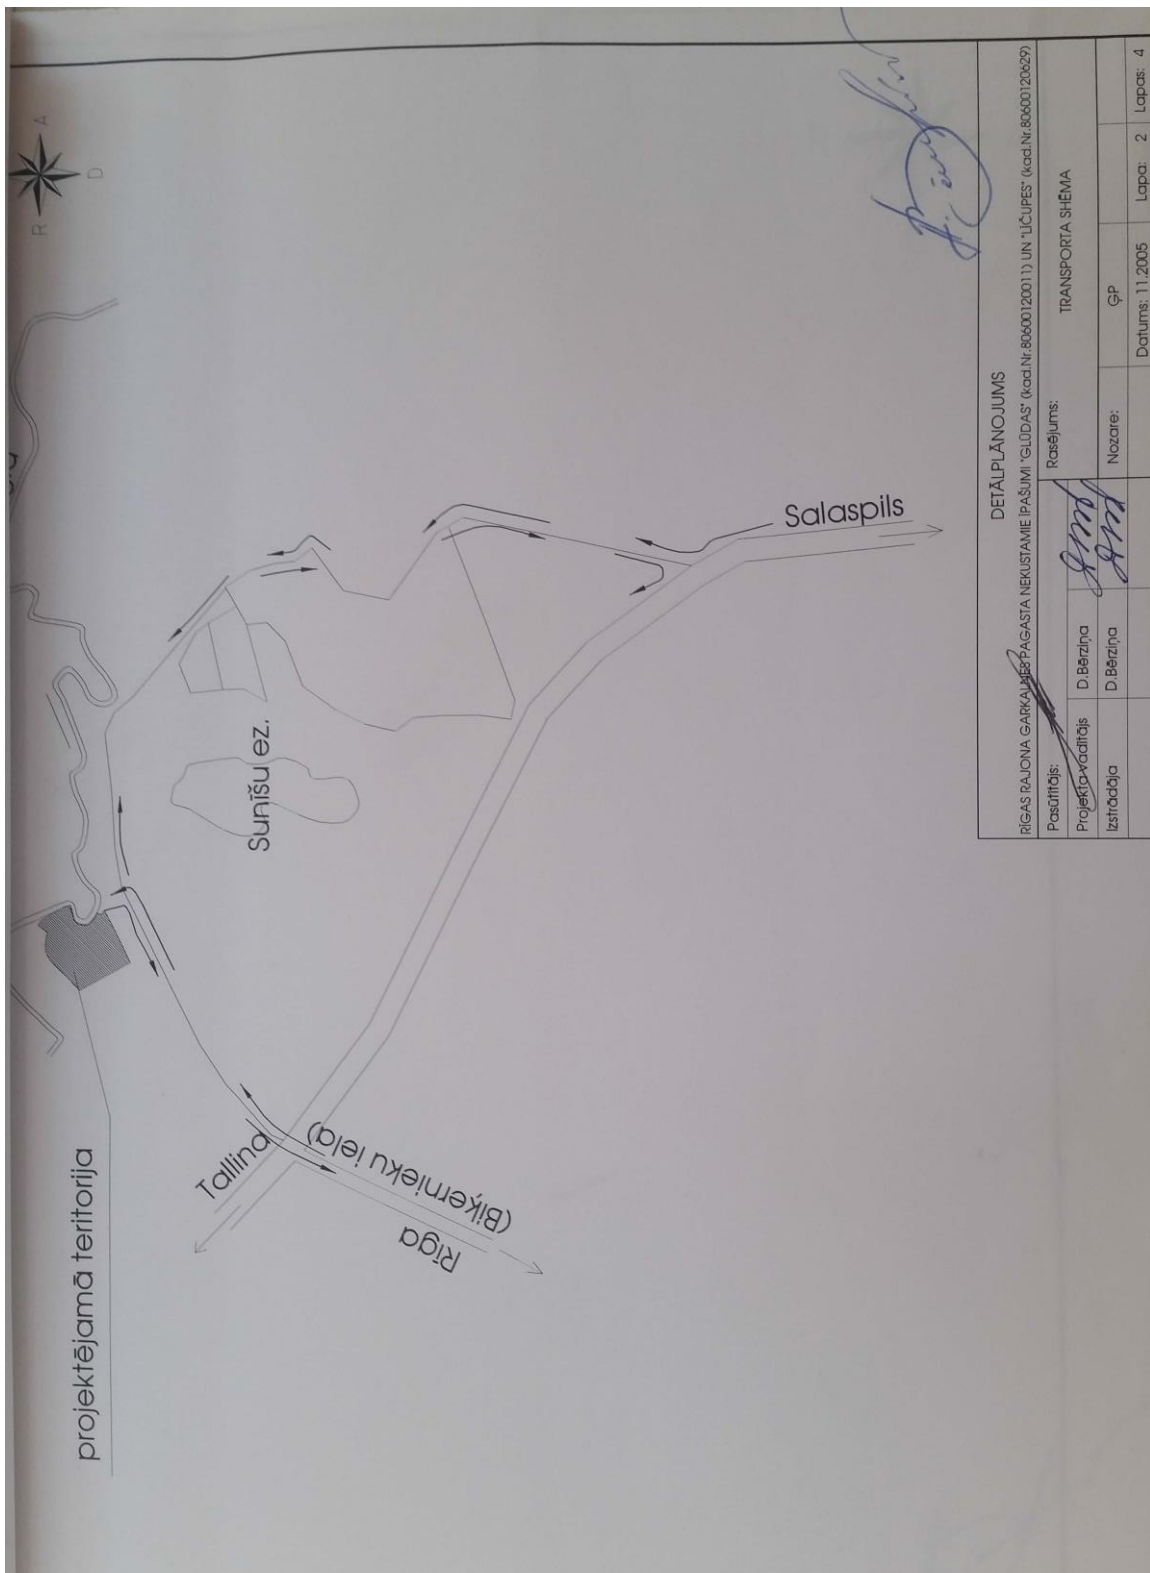 R
A
D
projektējamā teritorija
Sunīšu ez.
Tallina
Rīga
(Biķernieku iela)
Salaspils
DETĀLPLĀNOJUMS
RĪGAS RAJONA GARKALNES PAGASTA NEKUSTAMIE ĪPAŠUMI "GLŪDAS" (kad.Nr.80600120011) UN "LĪČUPES" (kad.Nr.80600120629)
Pasūtītājs:
Rasējums:
TRANSPORTA SHĒMA
Projekta vadītājs
D.Bērziņa
Izstrādāja
D.Bērziņa
Nozare:
ĢP
Datums: 11.2005
Lapa: 2
Lapas: 4